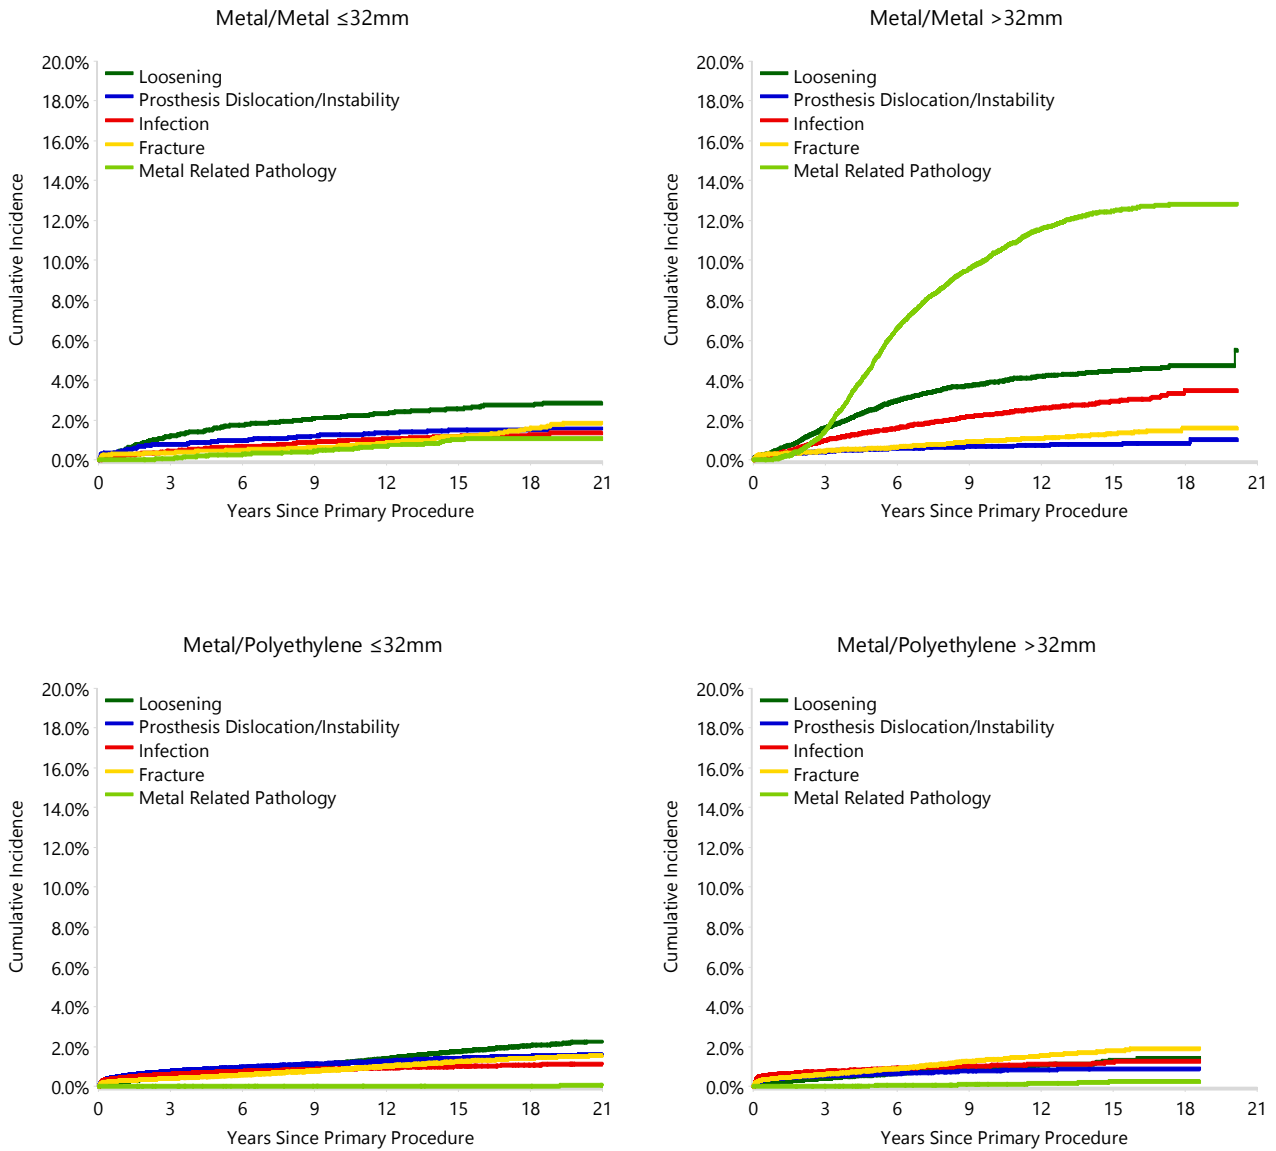 Metal/Metal ≤32mm
20.0%
18.0%
16.0%
14.0%
12.0%
10.0%
8.0%
6.0%
4.0%
2.0%
0.0%
Cumulative Incidence
Loosening
Prosthesis Dislocation/Instability
Infection
Fracture
Metal Related Pathology
0 3 6 9 12 15 18 21
Years Since Primary Procedure
Metal/Metal >32mm
20.0%
18.0%
16.0%
14.0%
12.0%
10.0%
8.0%
6.0%
4.0%
2.0%
0.0%
Cumulative Incidence
Loosening
Prosthesis Dislocation/Instability
Infection
Fracture
Metal Related Pathology
0 3 6 9 12 15 18 21
Years Since Primary Procedure
Metal/Polyethylene ≤32mm
20.0%
18.0%
16.0%
14.0%
12.0%
10.0%
8.0%
6.0%
4.0%
2.0%
0.0%
Cumulative Incidence
Loosening
Prosthesis Dislocation/Instability
Infection
Fracture
Metal Related Pathology
0 3 6 9 12 15 18 21
Years Since Primary Procedure
Metal/Polyethylene >32mm
20.0%
18.0%
16.0%
14.0%
12.0%
10.0%
8.0%
6.0%
4.0%
2.0%
0.0%
Cumulative Incidence
Loosening
Prosthesis Dislocation/Instability
Infection
Fracture
Metal Related Pathology
0 3 6 9 12 15 18 21
Years Since Primary Procedure